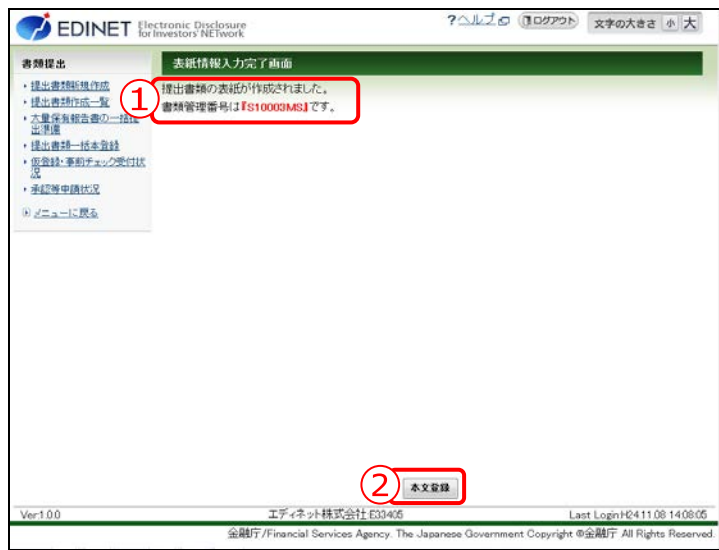 EDINET Electronic Disclosure for Investors' NETwork
?ヘルプ ログアウト 文字の大きさ 小 大
書類提出
・提出書類新規作成
・提出書類作成一覧
・大量保有報告書の一括提
出準備
・提出書類一括本登録
・仮登録・事前チェック受付状
況
・承認等申請状況
メニューに戻る
表紙情報入力完了画面
①
提出書類の表紙が作成されました。
書類管理番号は『S10003MS』です。
②
本文登録
Ver.1.0.0 エディネット株式会社:E33405 Last Login:H24.11.08 14:08:05
金融庁/Financial Services Agency. The Japanese Government Copyright ©金融庁 All Rights Reserved.